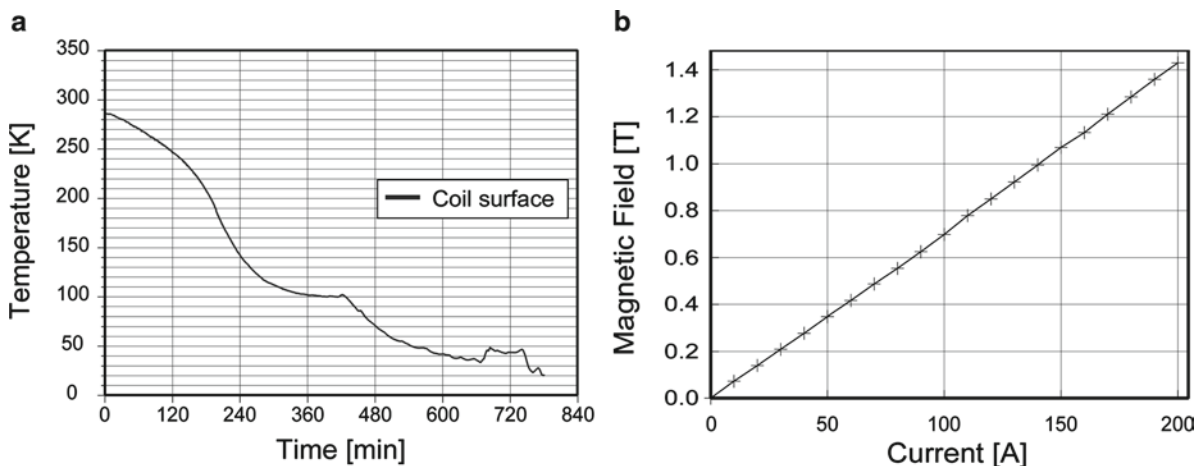 a
350
300
250
200
150
100
50
0
Temperature [K]
Coil surface
0 120 240 360 480 600 720 840
Time [min]
b
1.4
1.2
1.0
0.8
0.6
0.4
0.2
0.0
Magnetic Field [T]
0 50 100 150 200
Current [A]